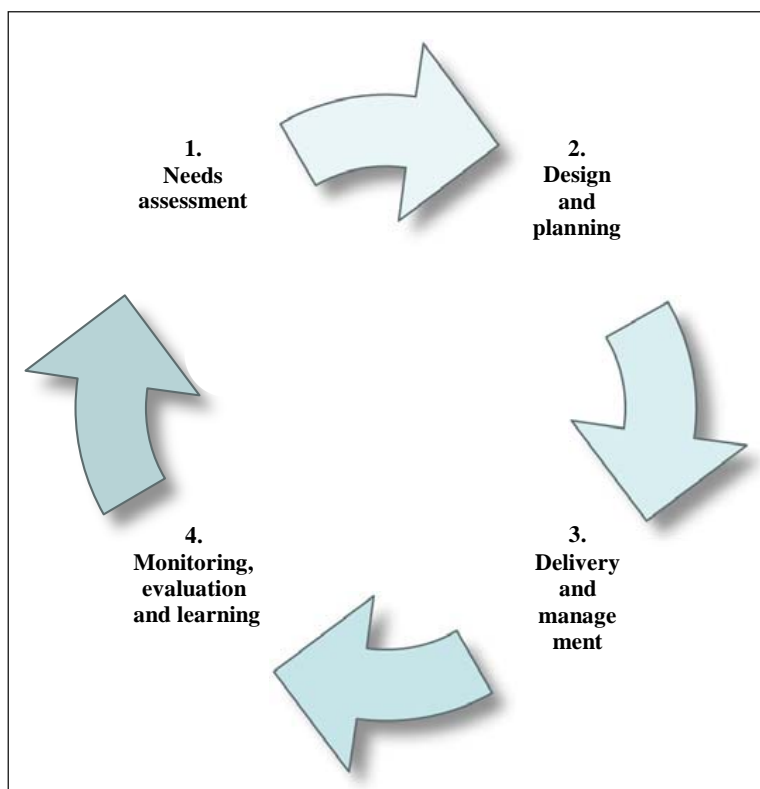 1.
Needs
assessment
2.
Design
and
planning
3.
Delivery
and
manage
ment
4.
Monitoring,
evaluation
and learning